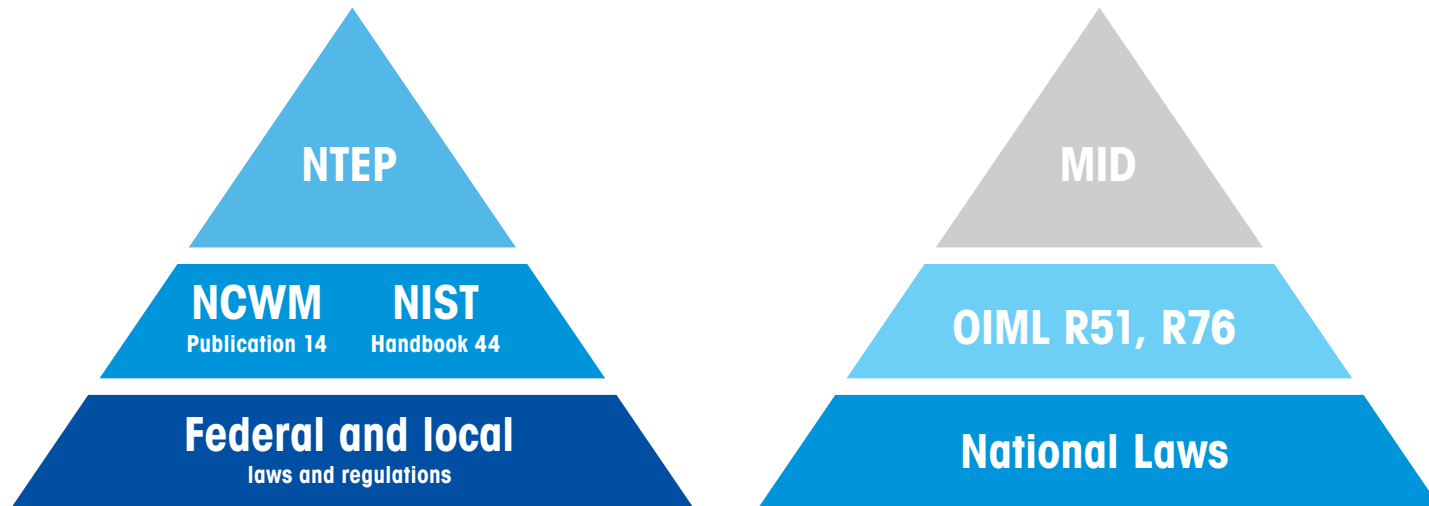 NTEP
NCWM
Publication 14
NIST
Handbook 44
Federal and local
laws and regulations
MID
OIML R51, R76
National Laws